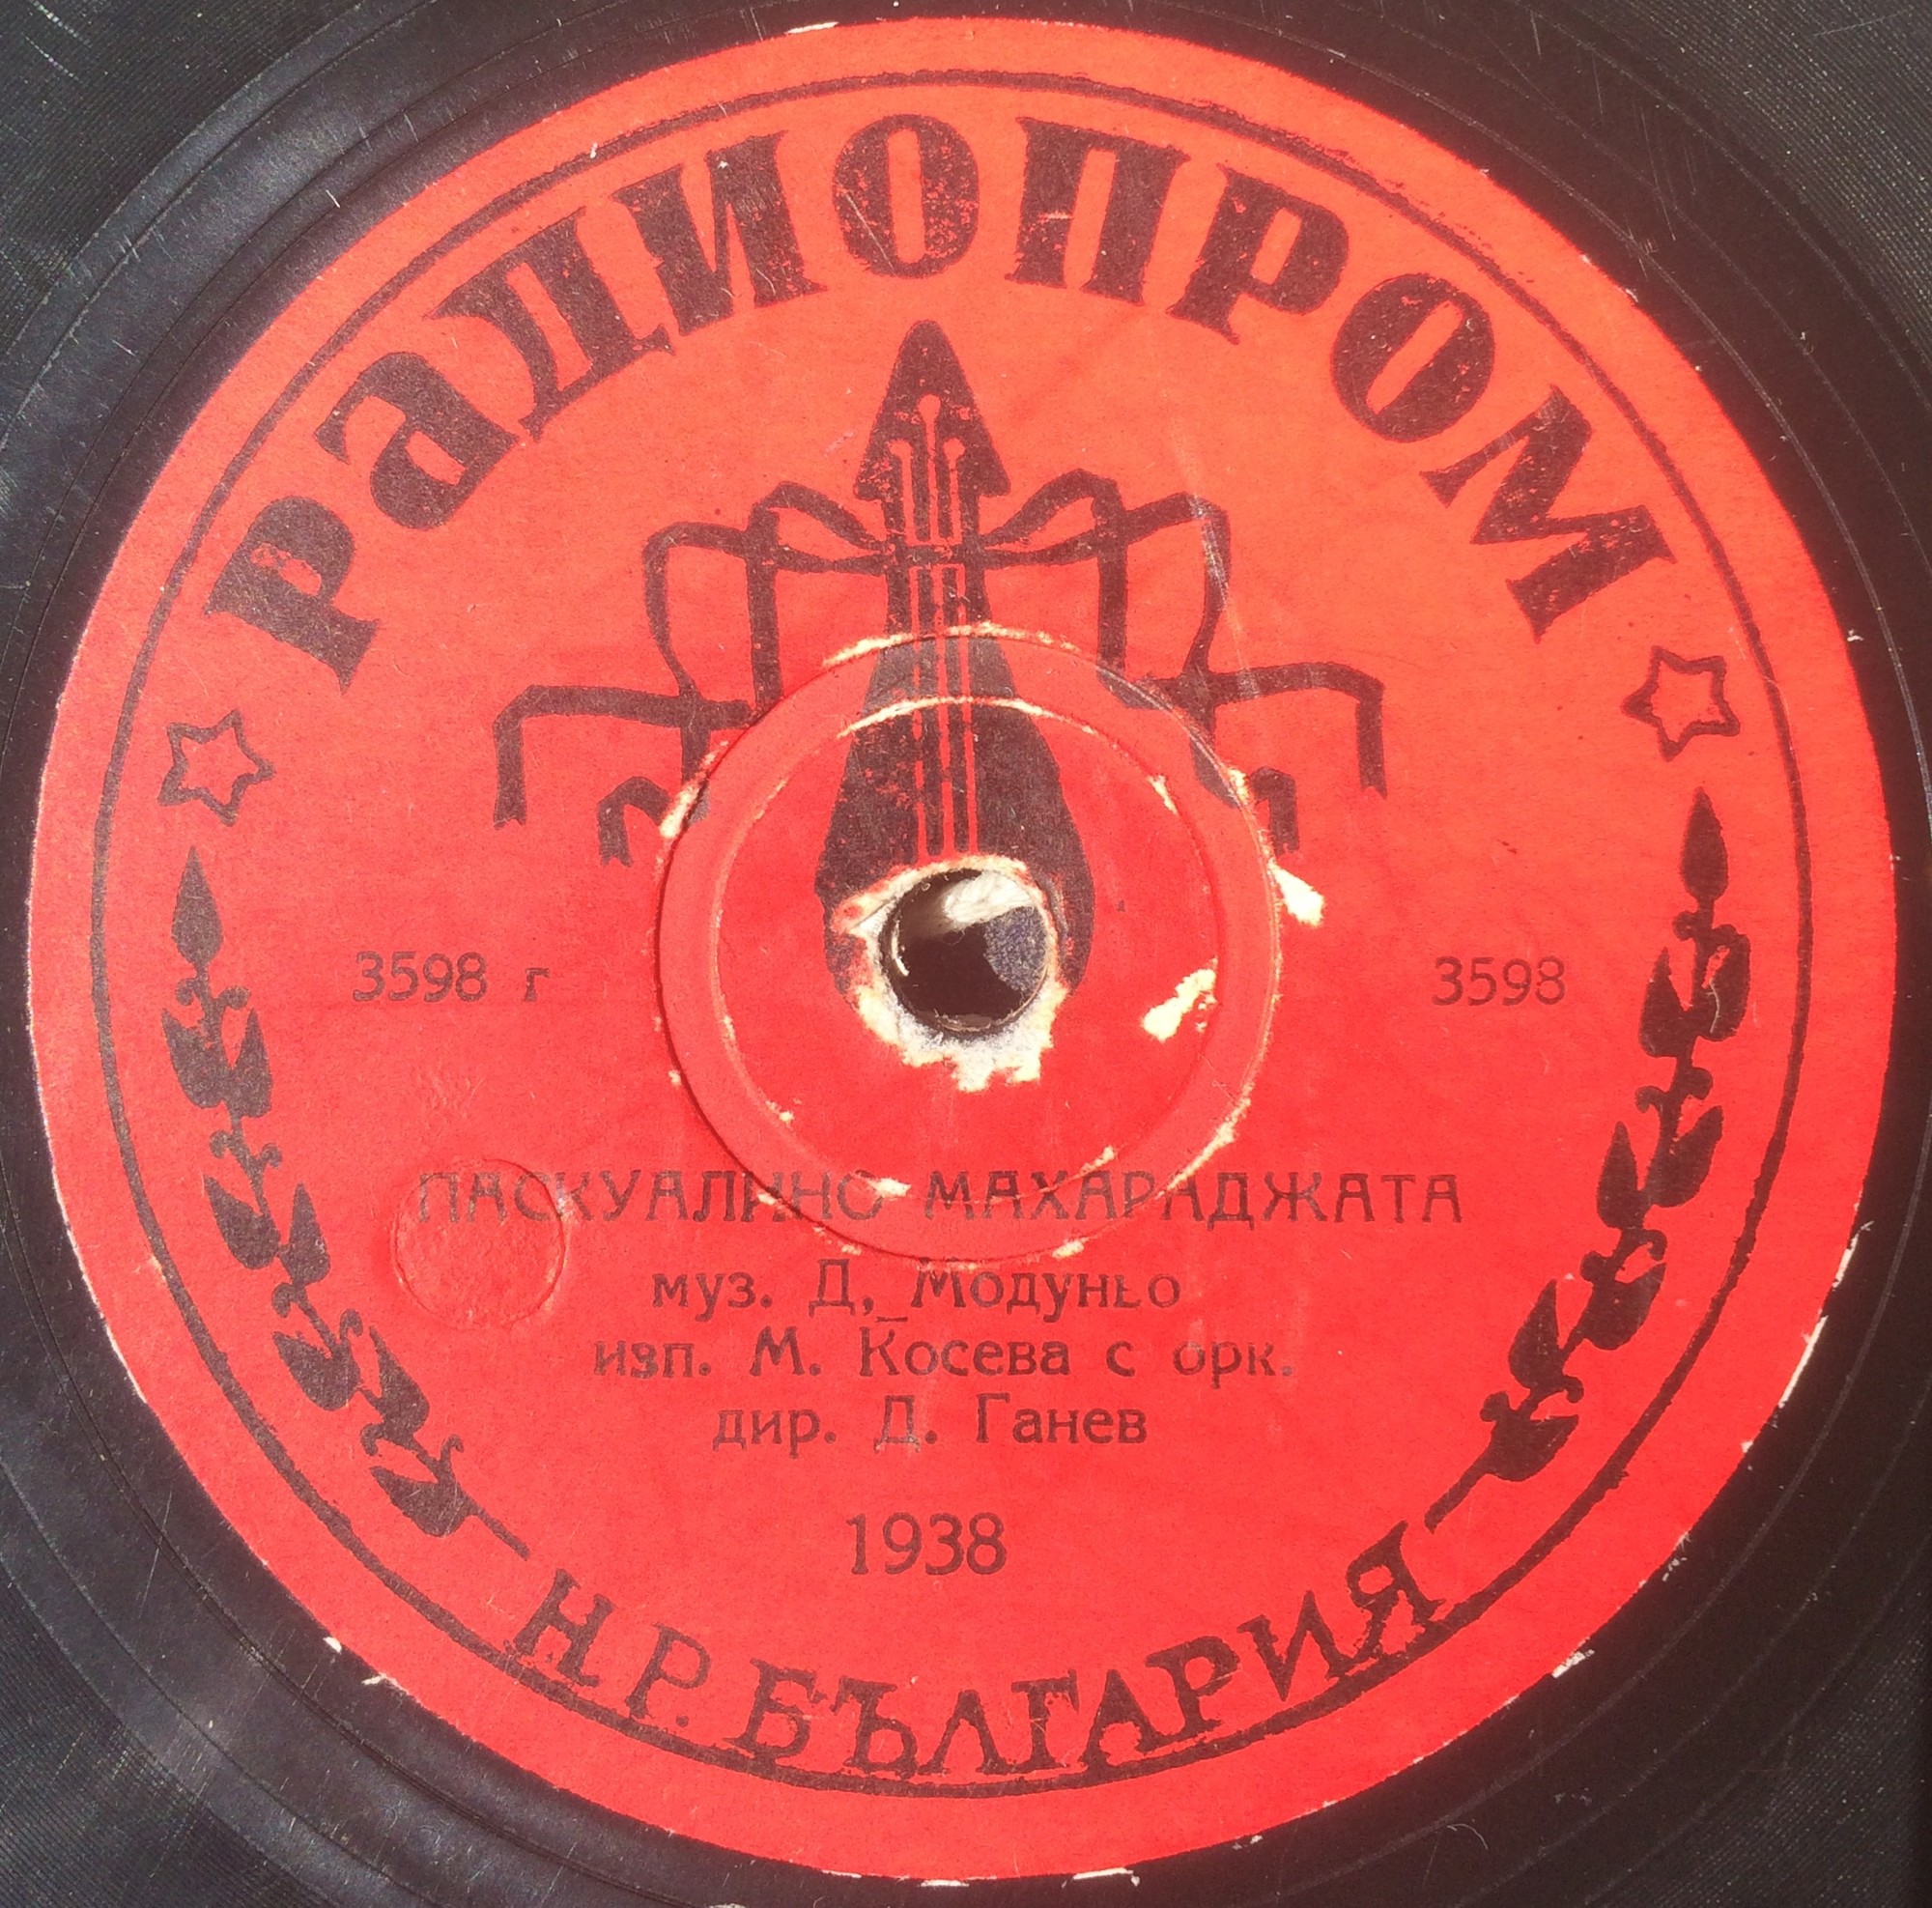 РАДИОПРОМ
3598 г
3598
ПАСКУАЛИНО МАХАРАДЖАТА
муз. Д, Модуньо
изп. М. Косева с орк.
дир. Д. Ганев
1938
Н.Р. БЪЛГАРИЯ